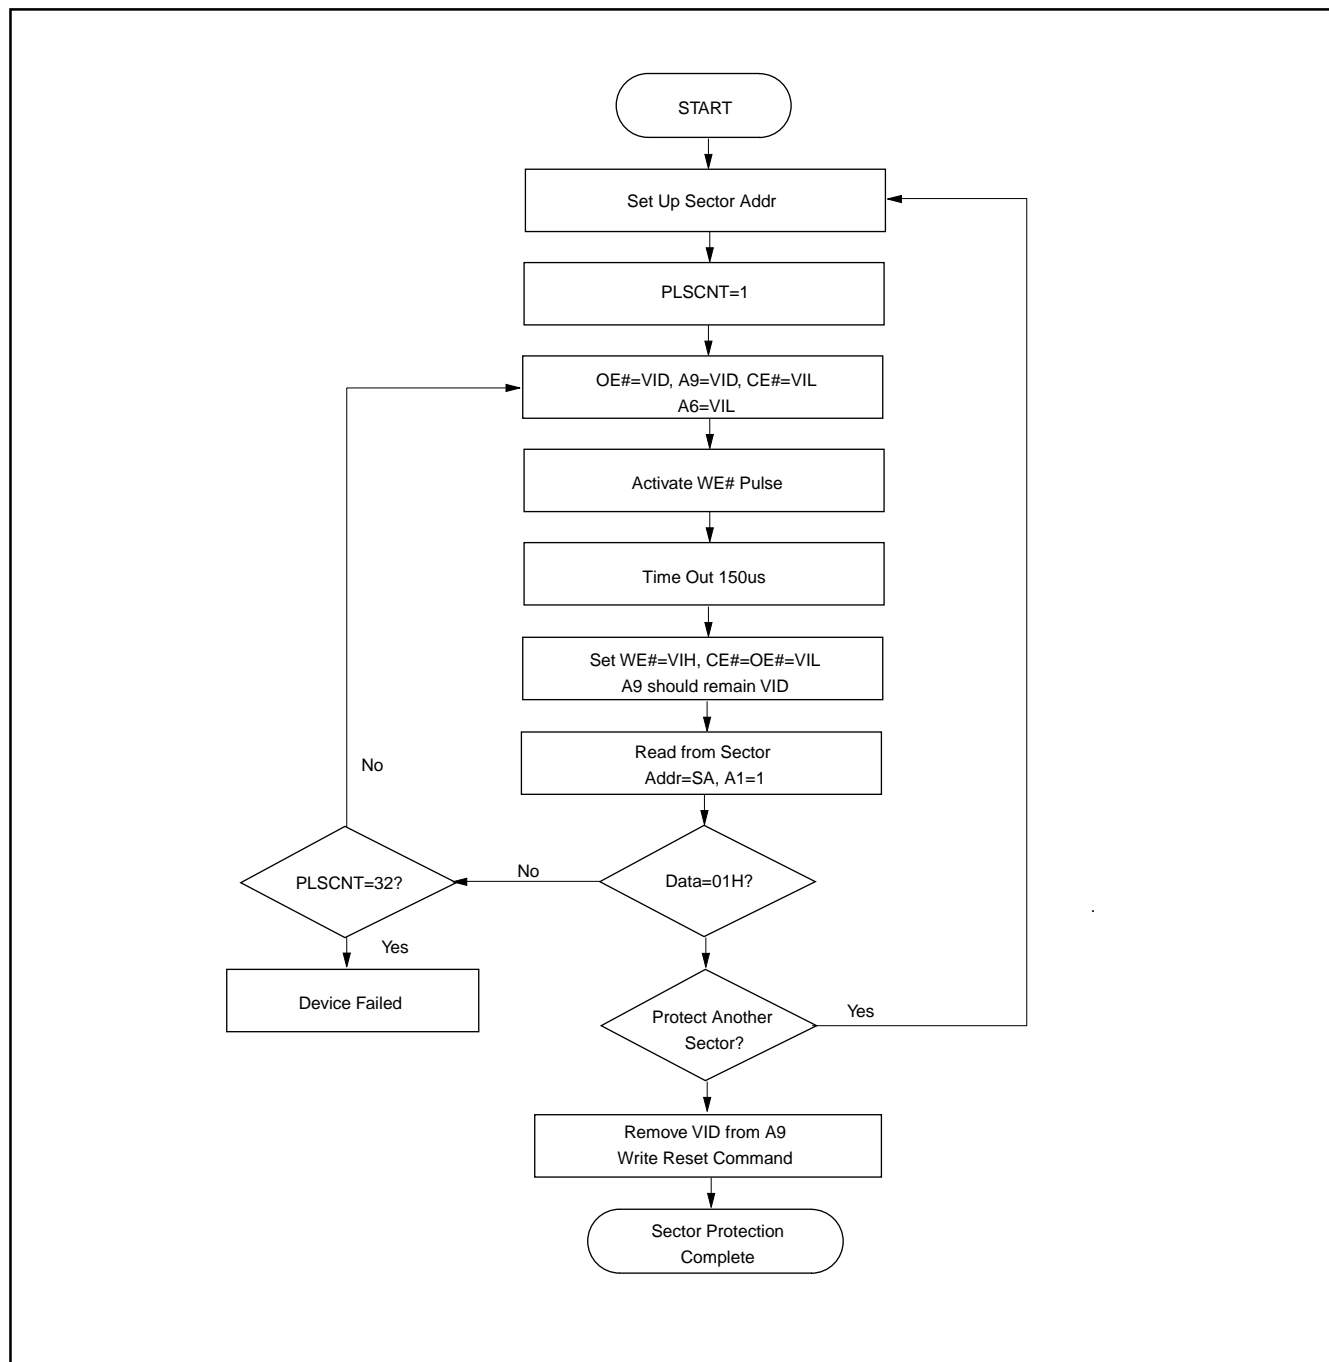 START
Set Up Sector Addr
PLSCNT=1
OE#=VID, A9=VID, CE#=VIL
A6=VIL
Activate WE# Pulse
Time Out 150us
Set WE#=VIH, CE#=OE#=VIL
A9 should remain VID
Read from Sector
Addr=SA, A1=1
No
PLSCNT=32?
No
Data=01H?
Yes
Device Failed
Protect Another
Sector?
Yes
Remove VID from A9
Write Reset Command
Sector Protection
Complete